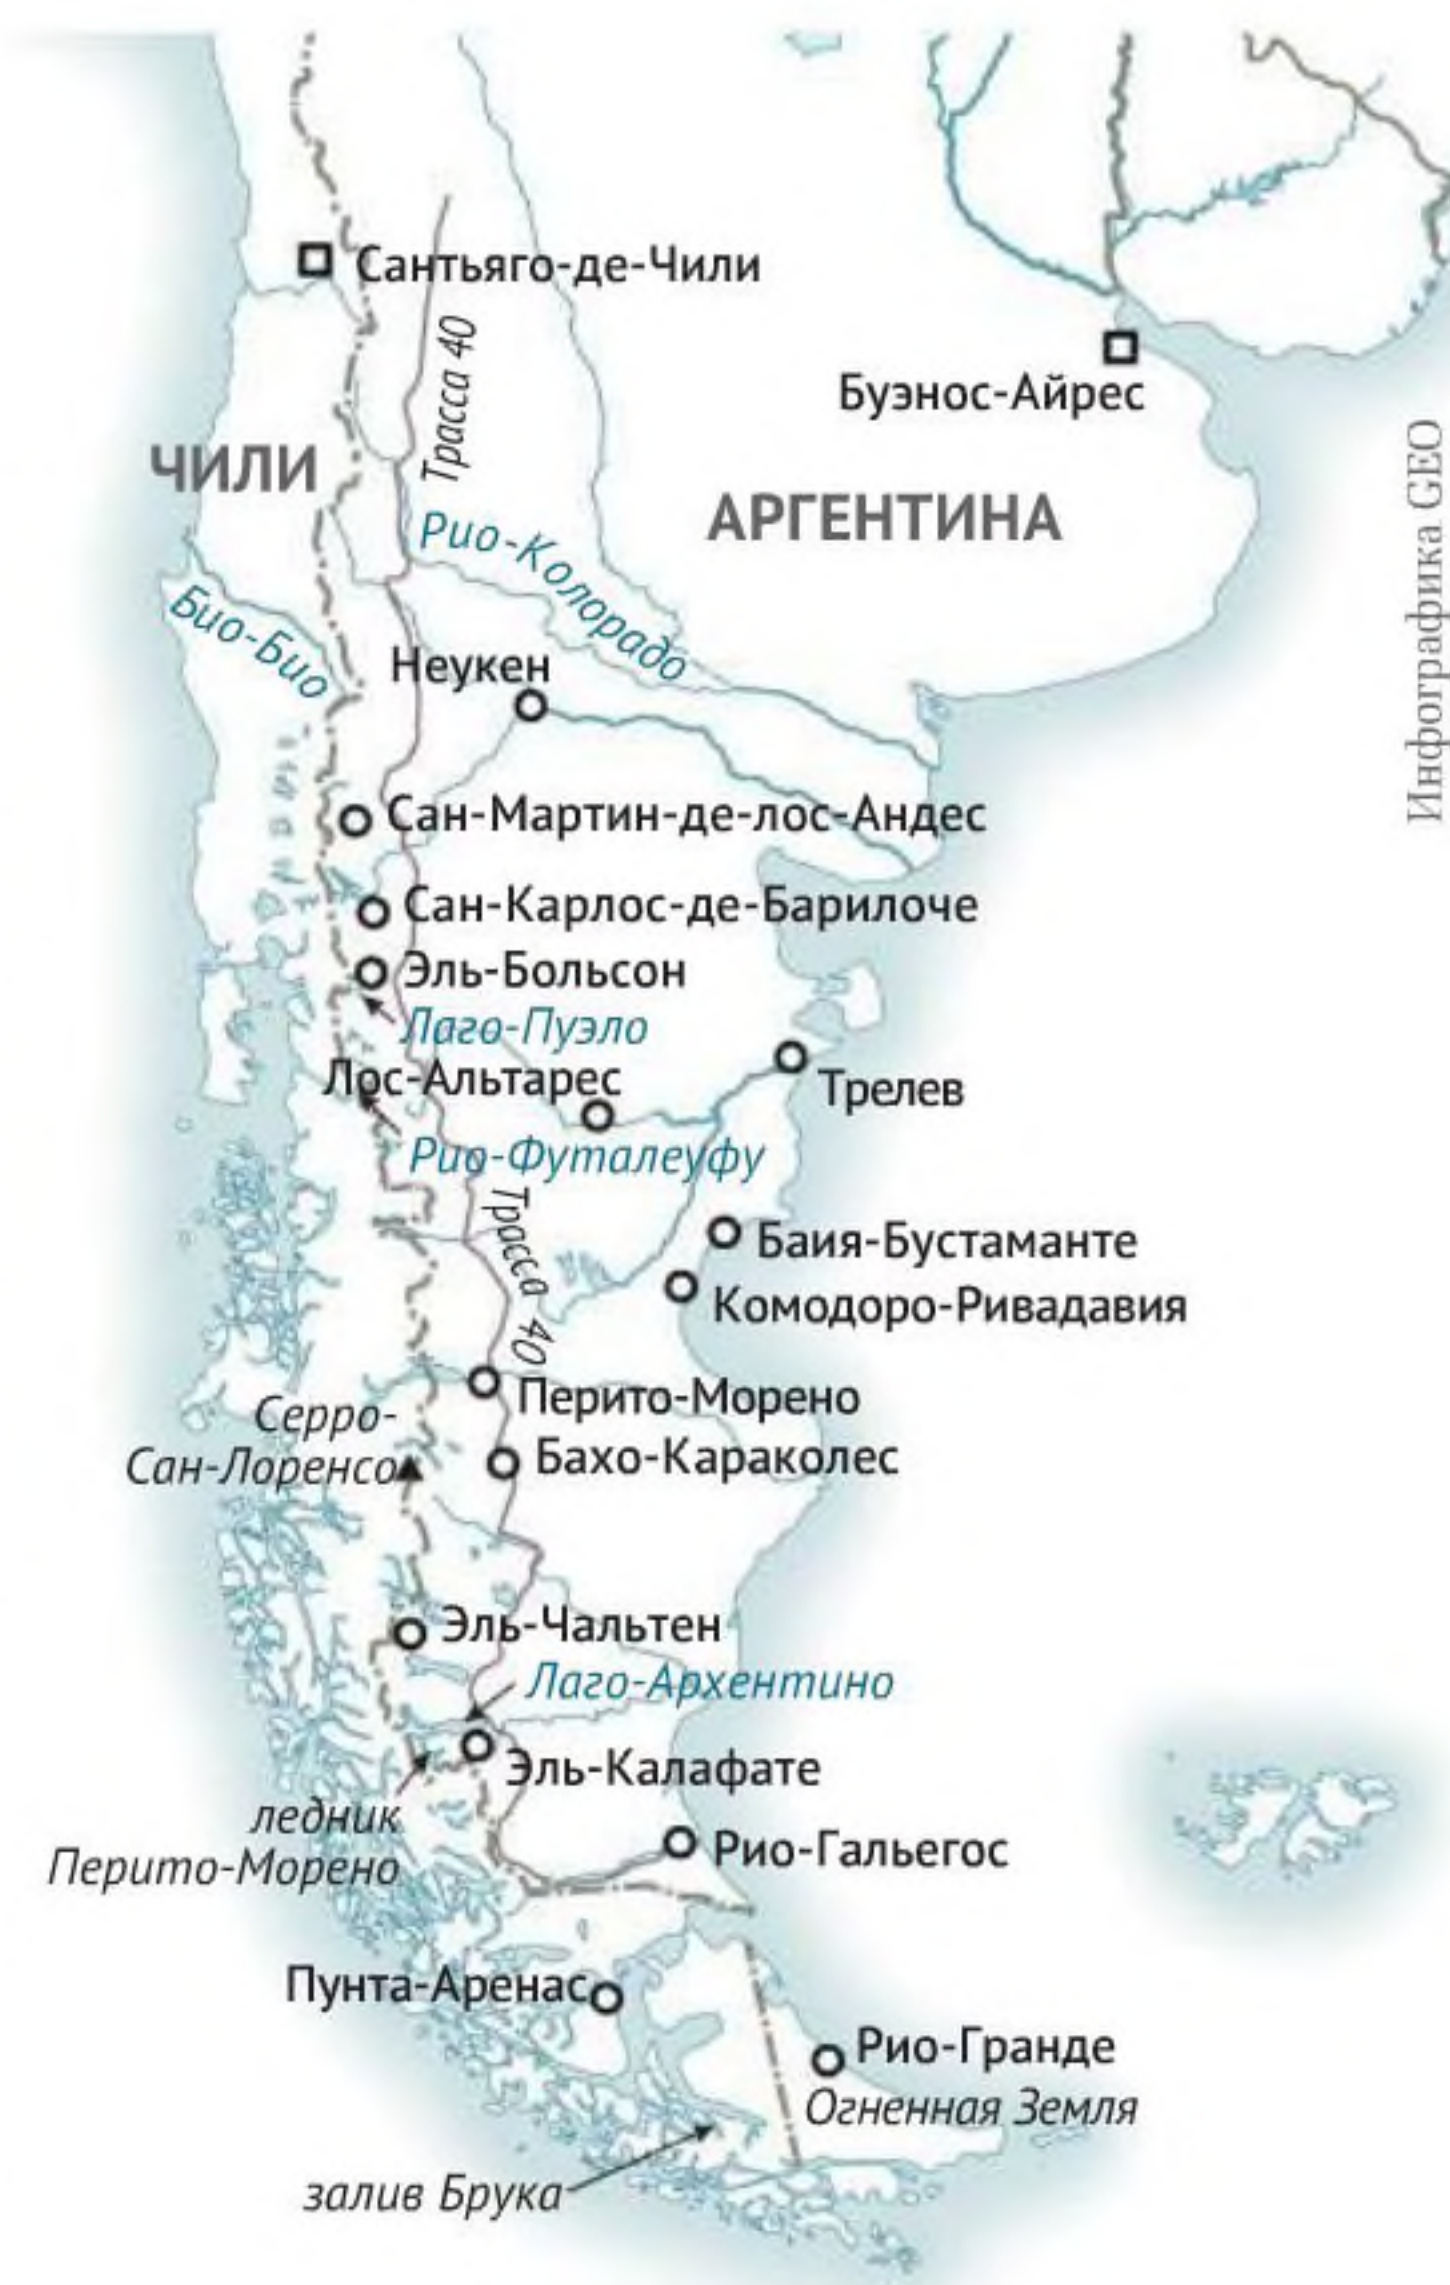 Сантьяго-де-Чили
Трасса 40
Буэнос-Айрес
ЧИЛИ
АРГЕНТИНА
Инфографика GEO
Рио-Колорадо
Био-Био
Неукен
Сан-Мартин-де-лос-Андес
Сан-Карлос-де-Барилоче
Эль-Больсон
Лаго-Пуэло
Лос-Альтарес
Трелев
Рио-Футалеуфу
Трасса 40
Баия-Бустаманте
Комодоро-Ривадавия
Перито-Морено
Серро-
Сан-Лоренсо
Бахо-Караколес
Эль-Чальтен
Лаго-Архентино
Эль-Калафате
ледник
Перито-Морено
Рио-Гальегос
Пунта-Аренас
Рио-Гранде
Огненная Земля
залив Брука